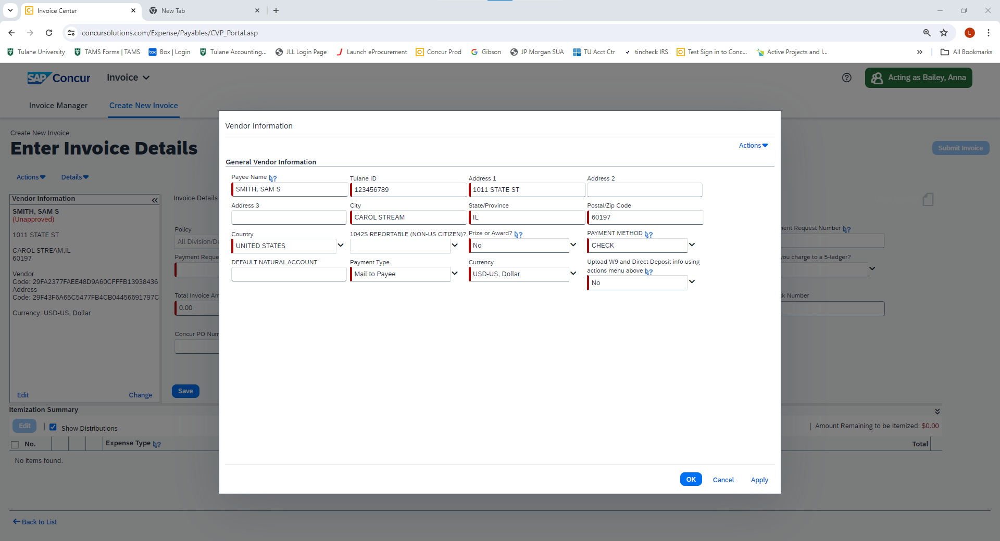 Invoice Center
New Tab
concursolutions.com/Expense/Payables/CVP_Portal.asp
L
Tulane University
TAMS Forms | TAMS
box
Box | Login
Tulane Accounting...
JLL Login Page
Launch eProcurement
Concur Prod
Gibson
JP Morgan SUA
TU Acct Ctr
tincheck IRS
Test Sign in to Conc...
Active Projects and I...
All Bookmarks
SAP Concur
Invoice
Acting as Bailey, Anna
Invoice Manager
Create New Invoice
Create New Invoice
Enter Invoice Details
Submit Invoice
Actions
Details
Vendor Information
SMITH, SAM S
(Unapproved)
1011 STATE ST
CAROL STREAM,IL
60197
Vendor
Code: 29FA2377FAEE48D9A60CFFFB13938436
Address
Code: 29F43F6A65C5477FB4CB04456691797C
Currency: USD-US, Dollar
Edit
Change
Invoice Details
Policy
All Division/De
Payment Reque
Total Invoice Am
0.00
Concur PO Num
Save
ent Request Number
you charge to a 5-ledger?
k Number
Vendor Information
Actions
General Vendor Information
Payee Name
Tulane ID
Address 1
Address 2
SMITH, SAM S
123456789
1011 STATE ST
Address 3
City
State/Province
Postal/Zip Code
CAROL STREAM
IL
60197
Country
1042S REPORTABLE (NON-US CITIZEN)?
Prize or Award?
PAYMENT METHOD
UNITED STATES
No
CHECK
DEFAULT NATURAL ACCOUNT
Payment Type
Currency
Upload W9 and Direct Deposit info using
actions menu above
Mail to Payee
USD-US, Dollar
No
OK
Cancel
Apply
Itemization Summary
Edit
Show Distributions
Amount Remaining to be Itemized: $0.00
No.
Expense Type
Total
No items found.
Back to List